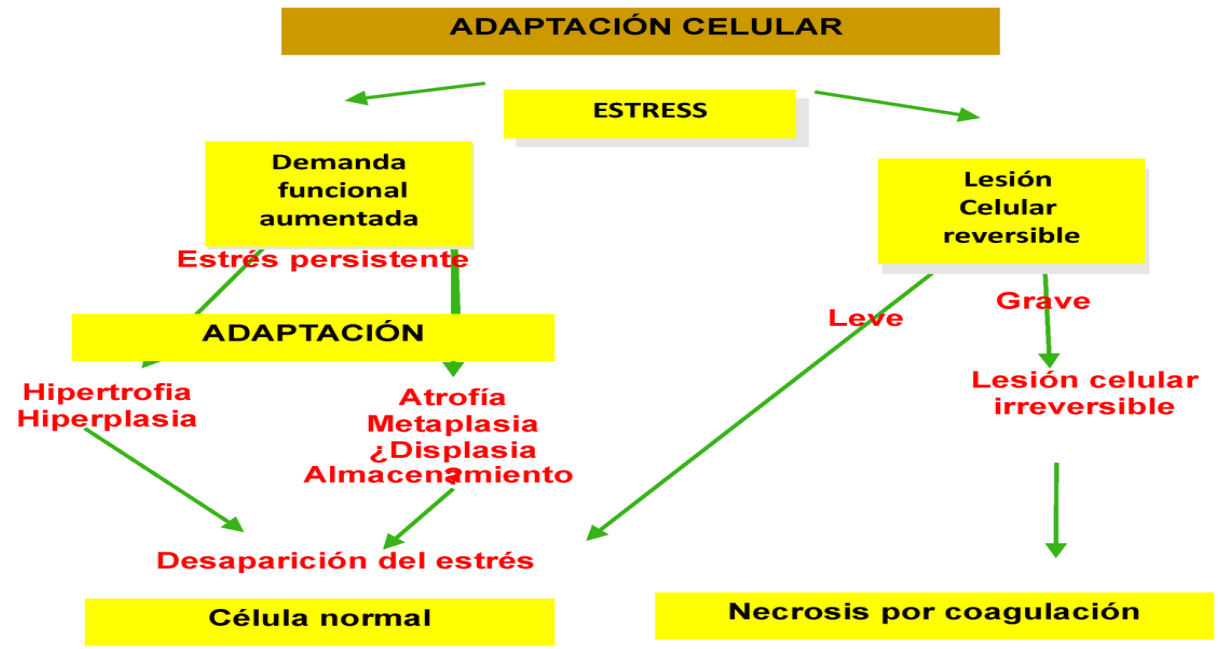 ADAPTACIÓN CELULAR
ESTRESS
Demanda
funcional
aumentada
Lesión
Celular
reversible
Estrés persistente
Leve
Grave
ADAPTACIÓN
Hipertrofia
Hiperplasia
Atrofía
Metaplasia
¿Displasia
?
Almacenamiento
Lesión celular
irreversible
Desaparición del estrés
Célula normal
Necrosis por coagulación